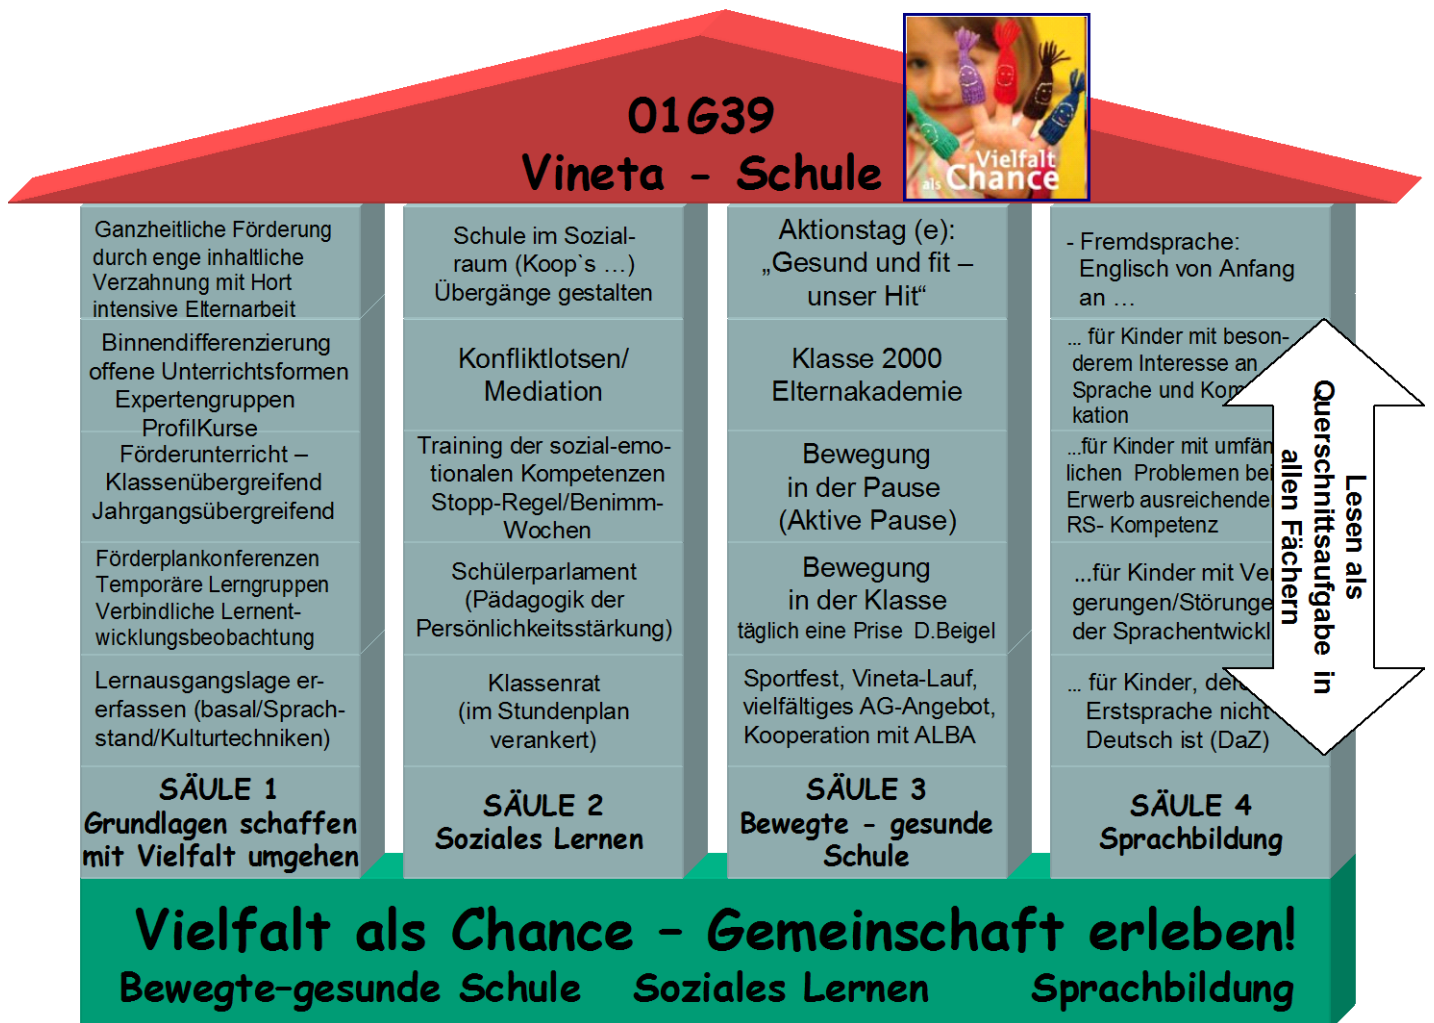 01G39
Vineta - Schule
Vielfalt
als Chance
Ganzheitliche Förderung
durch enge inhaltliche
Verzahnung mit Hort
intensive Elternarbeit
Binnendifferenzierung
offene Unterrichtsformen
Expertengruppen
ProfilKurse
Förderunterricht –
Klassenübergreifend
Jahrgangsübergreifend
Förderplankonferenzen
Temporäre Lerngruppen
Verbindliche Lernent-
wicklungsbeobachtung
Lernausgangslage er-
erfassen (basal/Sprach-
stand/Kulturtechniken)
SÄULE 1
Grundlagen schaffen
mit Vielfalt umgehen
Schule im Sozial-
raum (Koop`s …)
Übergänge gestalten
Konfliktlotsen/
Mediation
Training der sozial-emo-
tionalen Kompetenzen
Stopp-Regel/Benimm-
Wochen
Schülerparlament
(Pädagogik der
Persönlichkeitsstärkung)
Klassenrat
(im Stundenplan
verankert)
SÄULE 2
Soziales Lernen
Aktionstag (e):
„Gesund und fit –
unser Hit“
Klasse 2000
Elternakademie
Bewegung
in der Pause
(Aktive Pause)
Bewegung
in der Klasse
täglich eine Prise D.Beigel
Sportfest, Vineta-Lauf,
vielfältiges AG-Angebot,
Kooperation mit ALBA
SÄULE 3
Bewegte - gesunde
Schule
- Fremdsprache:
Englisch von Anfang
an …
... für Kinder mit beson-
derem Interesse an
Sprache und
kation
...für Kinder mit
lichen Problemen
Erwerb
RS- Kompetenz
...für Kinder mit
der
... für Kinder,
Erstsprache nicht
Deutsch ist (DaZ)
SÄULE 4
Sprachbildung
Lesen als
Querschnittsaufgabe in
allen Fächern
Vielfalt als Chance – Gemeinschaft erleben!
Bewegte-gesunde Schule Soziales Lernen Sprachbildung